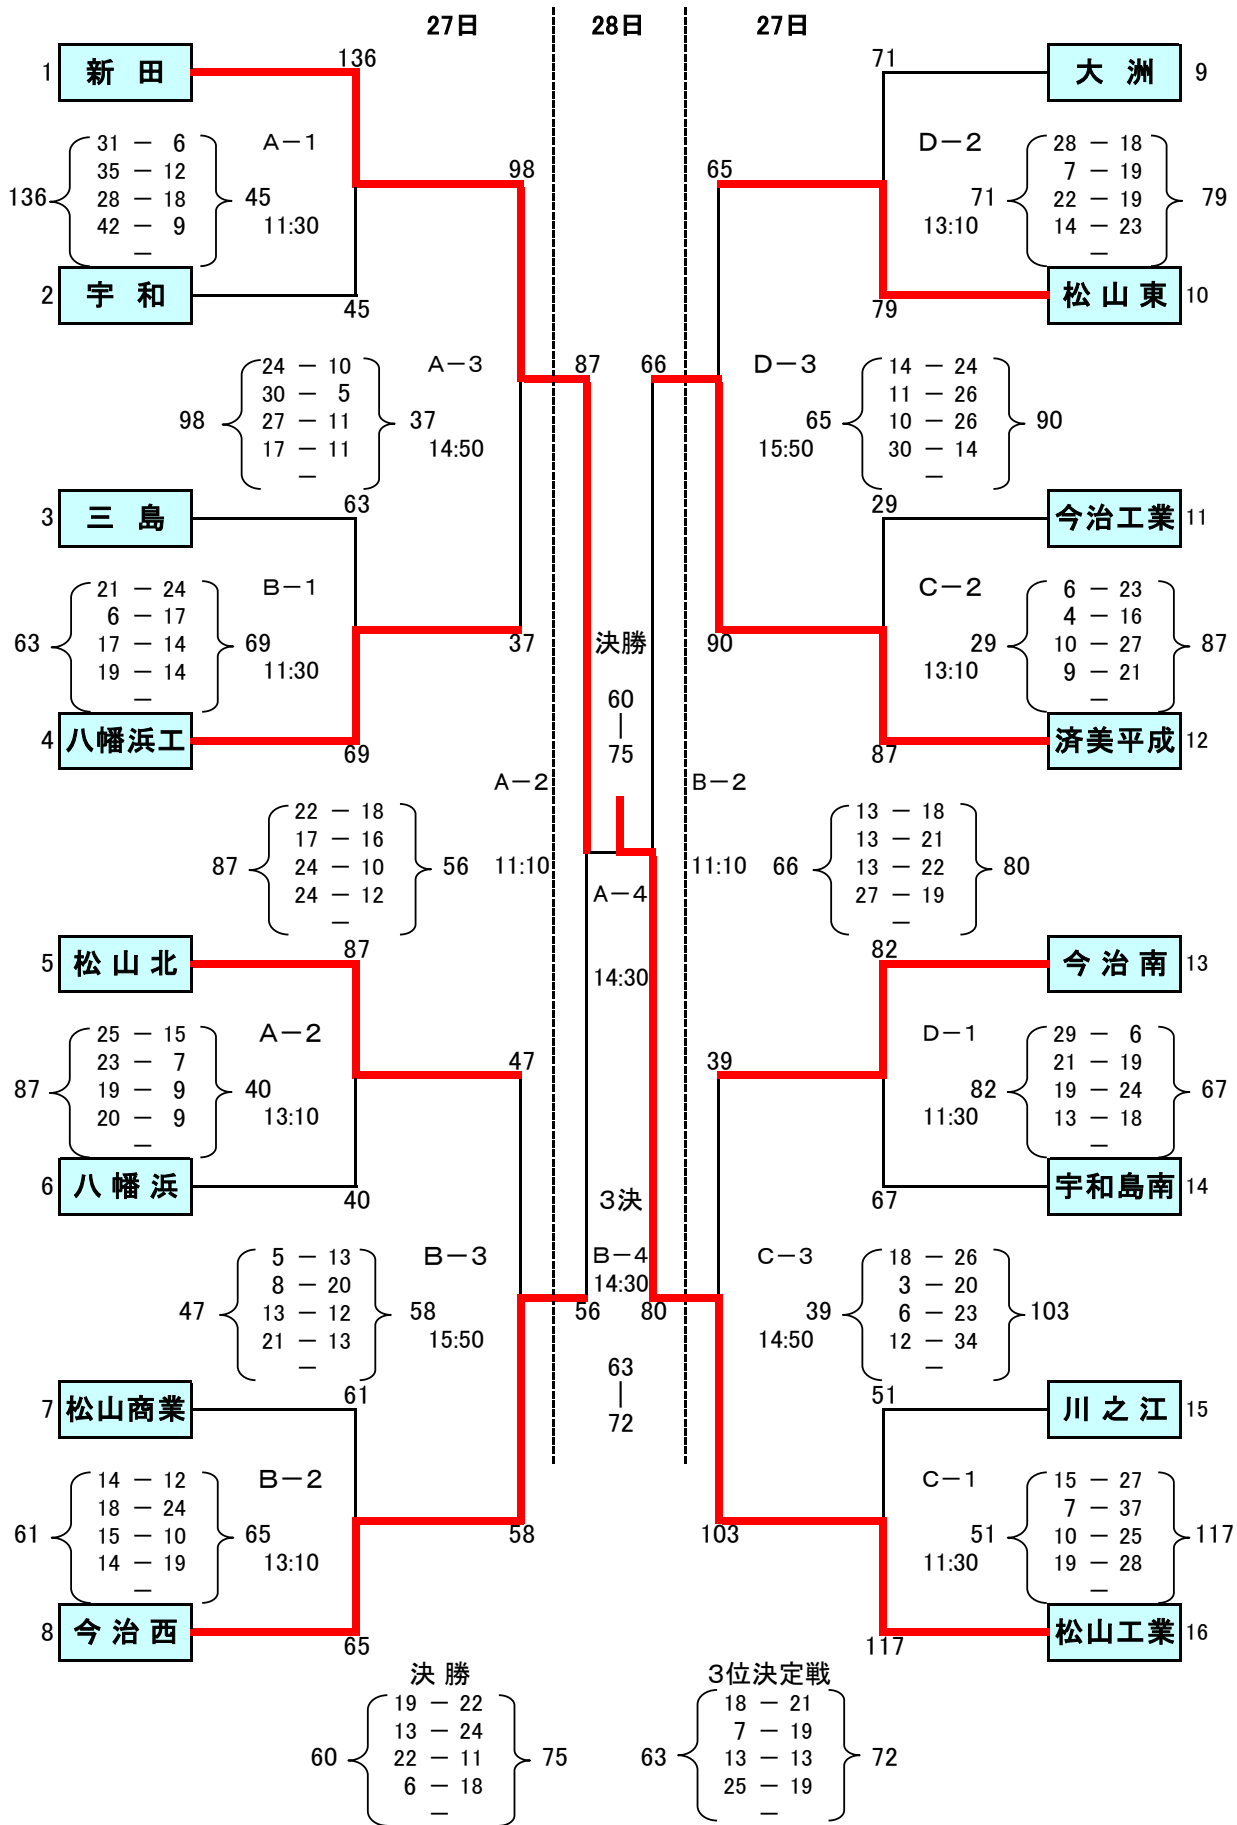 27日 28日 27日
1 新田 136
31 － 6
35 － 12
28 － 18
42 － 9
－
136 45
A－1
11:30
2 宇和 45
98
24 － 10
30 － 5
27 － 11
17 － 11
－
98 37
A－3
14:50
3 三島 63
21 － 24
6 － 17
17 － 14
19 － 14
－
63 69
B－1
11:30
37
4 八幡浜工 69
87
22 － 18
17 － 16
24 － 10
24 － 12
－
87 56
A－2
11:10
5 松山北 87
25 － 15
23 － 7
19 － 9
20 － 9
－
87 40
A－2
13:10
47
6 八幡浜 40
5 － 13
8 － 20
13 － 12
21 － 13
－
47 58
B－3
15:50
56
7 松山商業 61
14 － 12
18 － 24
15 － 10
14 － 19
－
61 65
B－2
13:10
58
8 今治西 65
決勝
60
|
75
A－4
14:30
3決
B－4
14:30
63
|
72
71 大洲 9
D－2
13:10
28 － 18
7 － 19
22 － 19
14 － 23
－
71 79
65
79 松山東 10
66
D－3
15:50
14 － 24
11 － 26
10 － 26
30 － 14
－
65 90
29 今治工業 11
C－2
13:10
6 － 23
4 － 16
10 － 27
9 － 21
－
29 87
90
87 済美平成 12
B－2
11:10
13 － 18
13 － 21
13 － 22
27 － 19
－
66 80
82 今治南 13
D－1
11:30
29 － 6
21 － 19
19 － 24
13 － 18
－
82 67
39
67 宇和島南 14
C－3
14:50
18 － 26
3 － 20
6 － 23
12 － 34
－
39 103
80
51 川之江 15
C－1
11:30
15 － 27
7 － 37
10 － 25
19 － 28
－
51 117
103
117 松山工業 16
決勝
19 － 22
13 － 24
22 － 11
6 － 18
－
60 75
3位決定戦
18 － 21
7 － 19
13 － 13
25 － 19
－
63 72